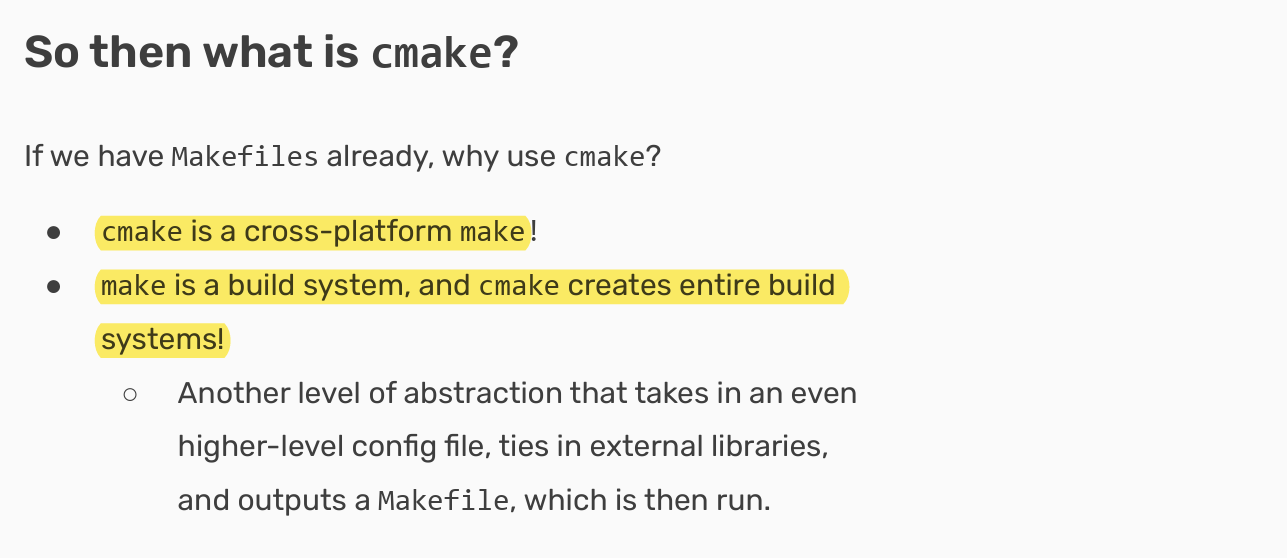 So then what is cmake?
If we have Makefiles already, why use cmake?
● cmake is a cross-platform make!
● make is a build system, and cmake creates entire build
systems!
○ Another level of abstraction that takes in an even
higher-level config file, ties in external libraries,
and outputs a Makefile, which is then run.